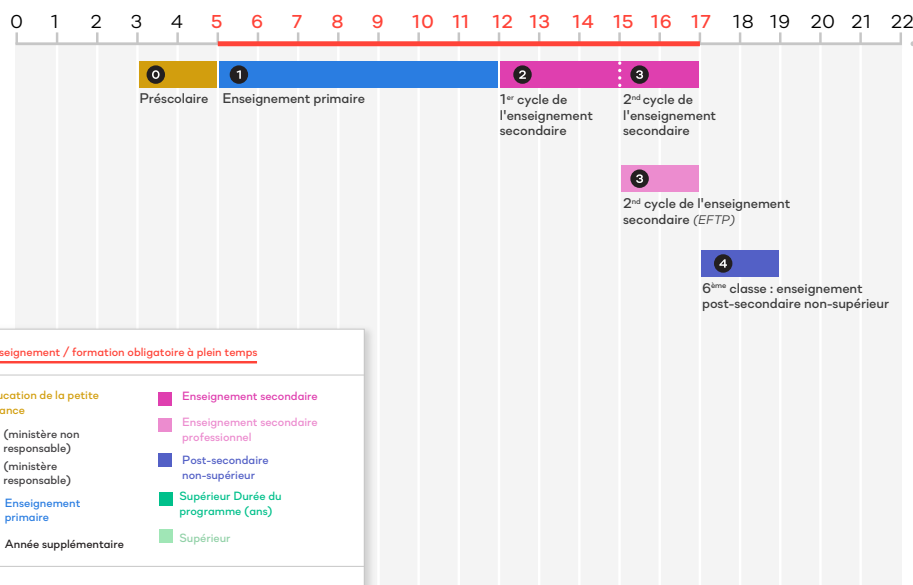 0 1 2 3 4 5 6 7 8 9 10 11 12 13 14 15 16 17 18 19 20 21 22
0 1 2 3
Préscolaire Enseignement primaire
1er cycle de
l'enseignement
secondaire
2nd cycle de
l'enseignement
secondaire
3
2nd cycle de l'enseignement
secondaire (EFTP)
4
6ème classe : enseignement
post-secondaire non-supérieur
seignement / formation obligatoire à plein temps
ucation de la petite
ance
(ministère non
responsable)
(ministère
responsable)
Enseignement
primaire
Année supplémentaire
Enseignement secondaire
Enseignement secondaire
professionnel
Post-secondaire
non-supérieur
Supérieur Durée du
programme (ans)
Supérieur